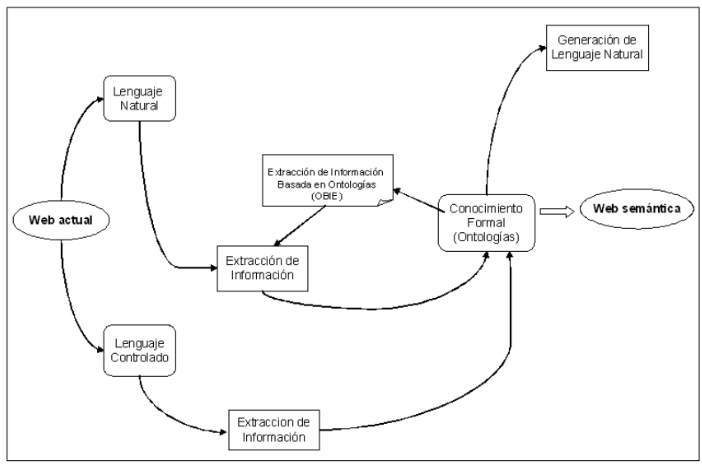 Generación de
Lenguaje Natural
Lenguaje
Natural
Extracción de Información
Basada en Ontologías
(OBIE)
Web actual
Conocimiento
Formal
(Ontologías)
Web semántica
Extracción de
Información
Lenguaje
Controlado
Extraccion de
Información